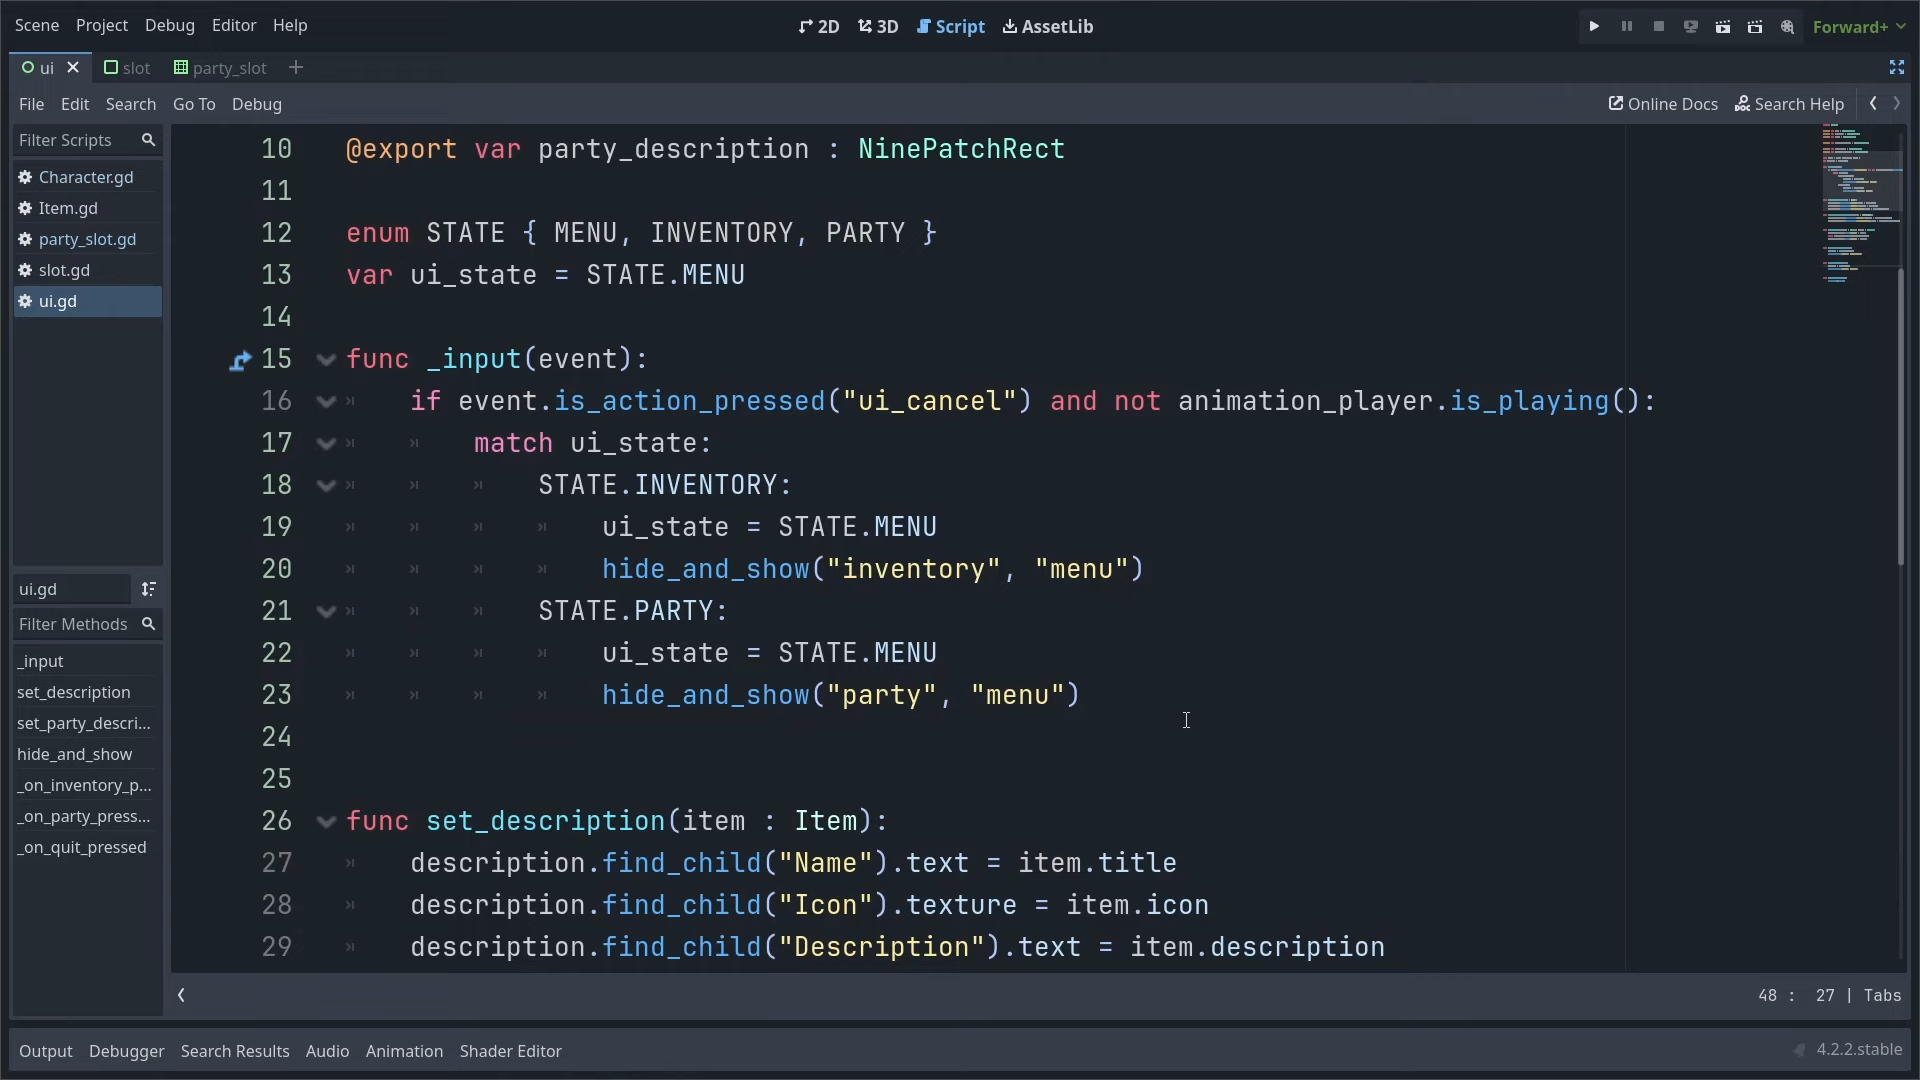 Scene Project Debug Editor Help
2D 3D Script AssetLib
Forward+
ui slot party_slot
File Edit Search Go To Debug
Online Docs Search Help
Filter Scripts
Character.gd
Item.gd
party_slot.gd
slot.gd
ui.gd
ui.gd
Filter Methods
_input
set_description
set_party_descri...
hide_and_show
_on_inventory_p...
_on_party_press...
_on_quit_pressed
10 @export var party_description : NinePatchRect
11
12 enum STATE { MENU, INVENTORY, PARTY }
13 var ui_state = STATE.MENU
14
15 func _input(event):
16 if event.is_action_pressed("ui_cancel") and not animation_player.is_playing():
17 match ui_state:
18 STATE.INVENTORY:
19 ui_state = STATE.MENU
20 hide_and_show("inventory", "menu")
21 STATE.PARTY:
22 ui_state = STATE.MENU
23 hide_and_show("party", "menu")
24
25
26 func set_description(item : Item):
27 description.find_child("Name").text = item.title
28 description.find_child("Icon").texture = item.icon
29 description.find_child("Description").text = item.description
48 : 27 | Tabs
Output Debugger Search Results Audio Animation Shader Editor
4.2.2.stable